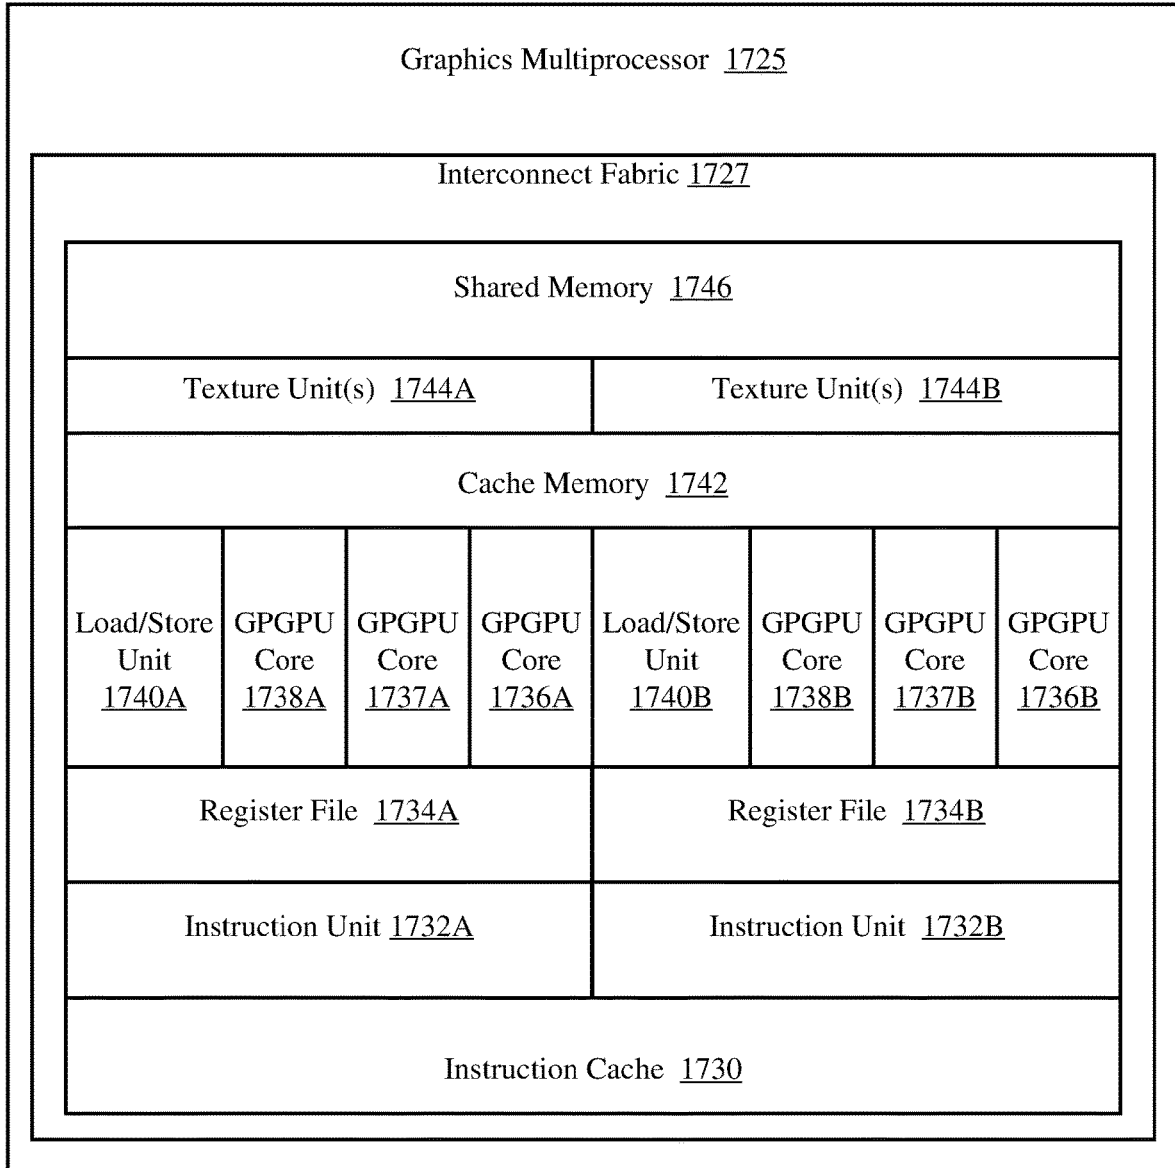 Graphics Multiprocessor 1725
Interconnect Fabric 1727
Shared Memory 1746
Texture Unit(s) 1744A
Texture Unit(s) 1744B
Cache Memory 1742
Load/Store
Unit
1740A
GPGPU
Core
1738A
GPGPU
Core
1737A
GPGPU
Core
1736A
Load/Store
Unit
1740B
GPGPU
Core
1738B
GPGPU
Core
1737B
GPGPU
Core
1736B
Register File 1734A
Register File 1734B
Instruction Unit 1732A
Instruction Unit 1732B
Instruction Cache 1730